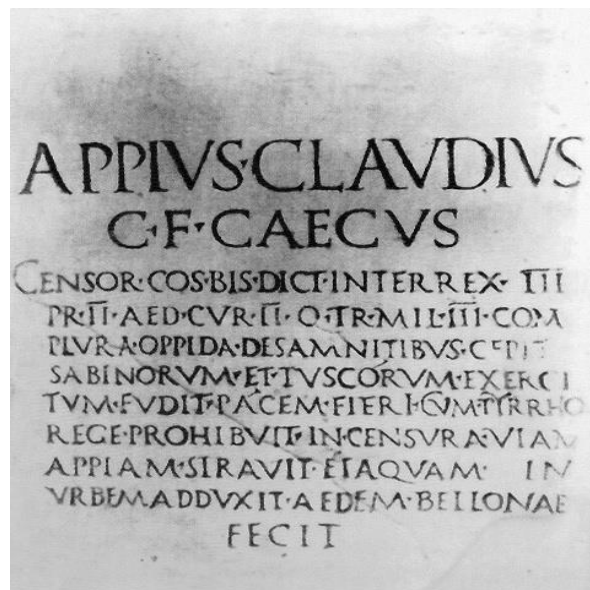 APPIVS·CLAVDIVS
C·F·CAECVS
CENSOR·COS·BIS·DICT·INTERREX·III
PR·II·AED·CVR·II·Q·TR·MIL·III·COM
PLVRA·OPPIDA·DE SAMNITIBVS·CEPIT
SABINORVM·ET·TVSCORVM·EXERCI
TVM·FVDIT·PACEM·FIERI·CVM·TYRRHO
REGE·PROHIBVIT·IN·CENSVRA·VIAM
APPIAM·STRAVIT·ET AQVAM· IN
VRBEM ADDVXIT·AEDEM·BELLONAE
FECIT